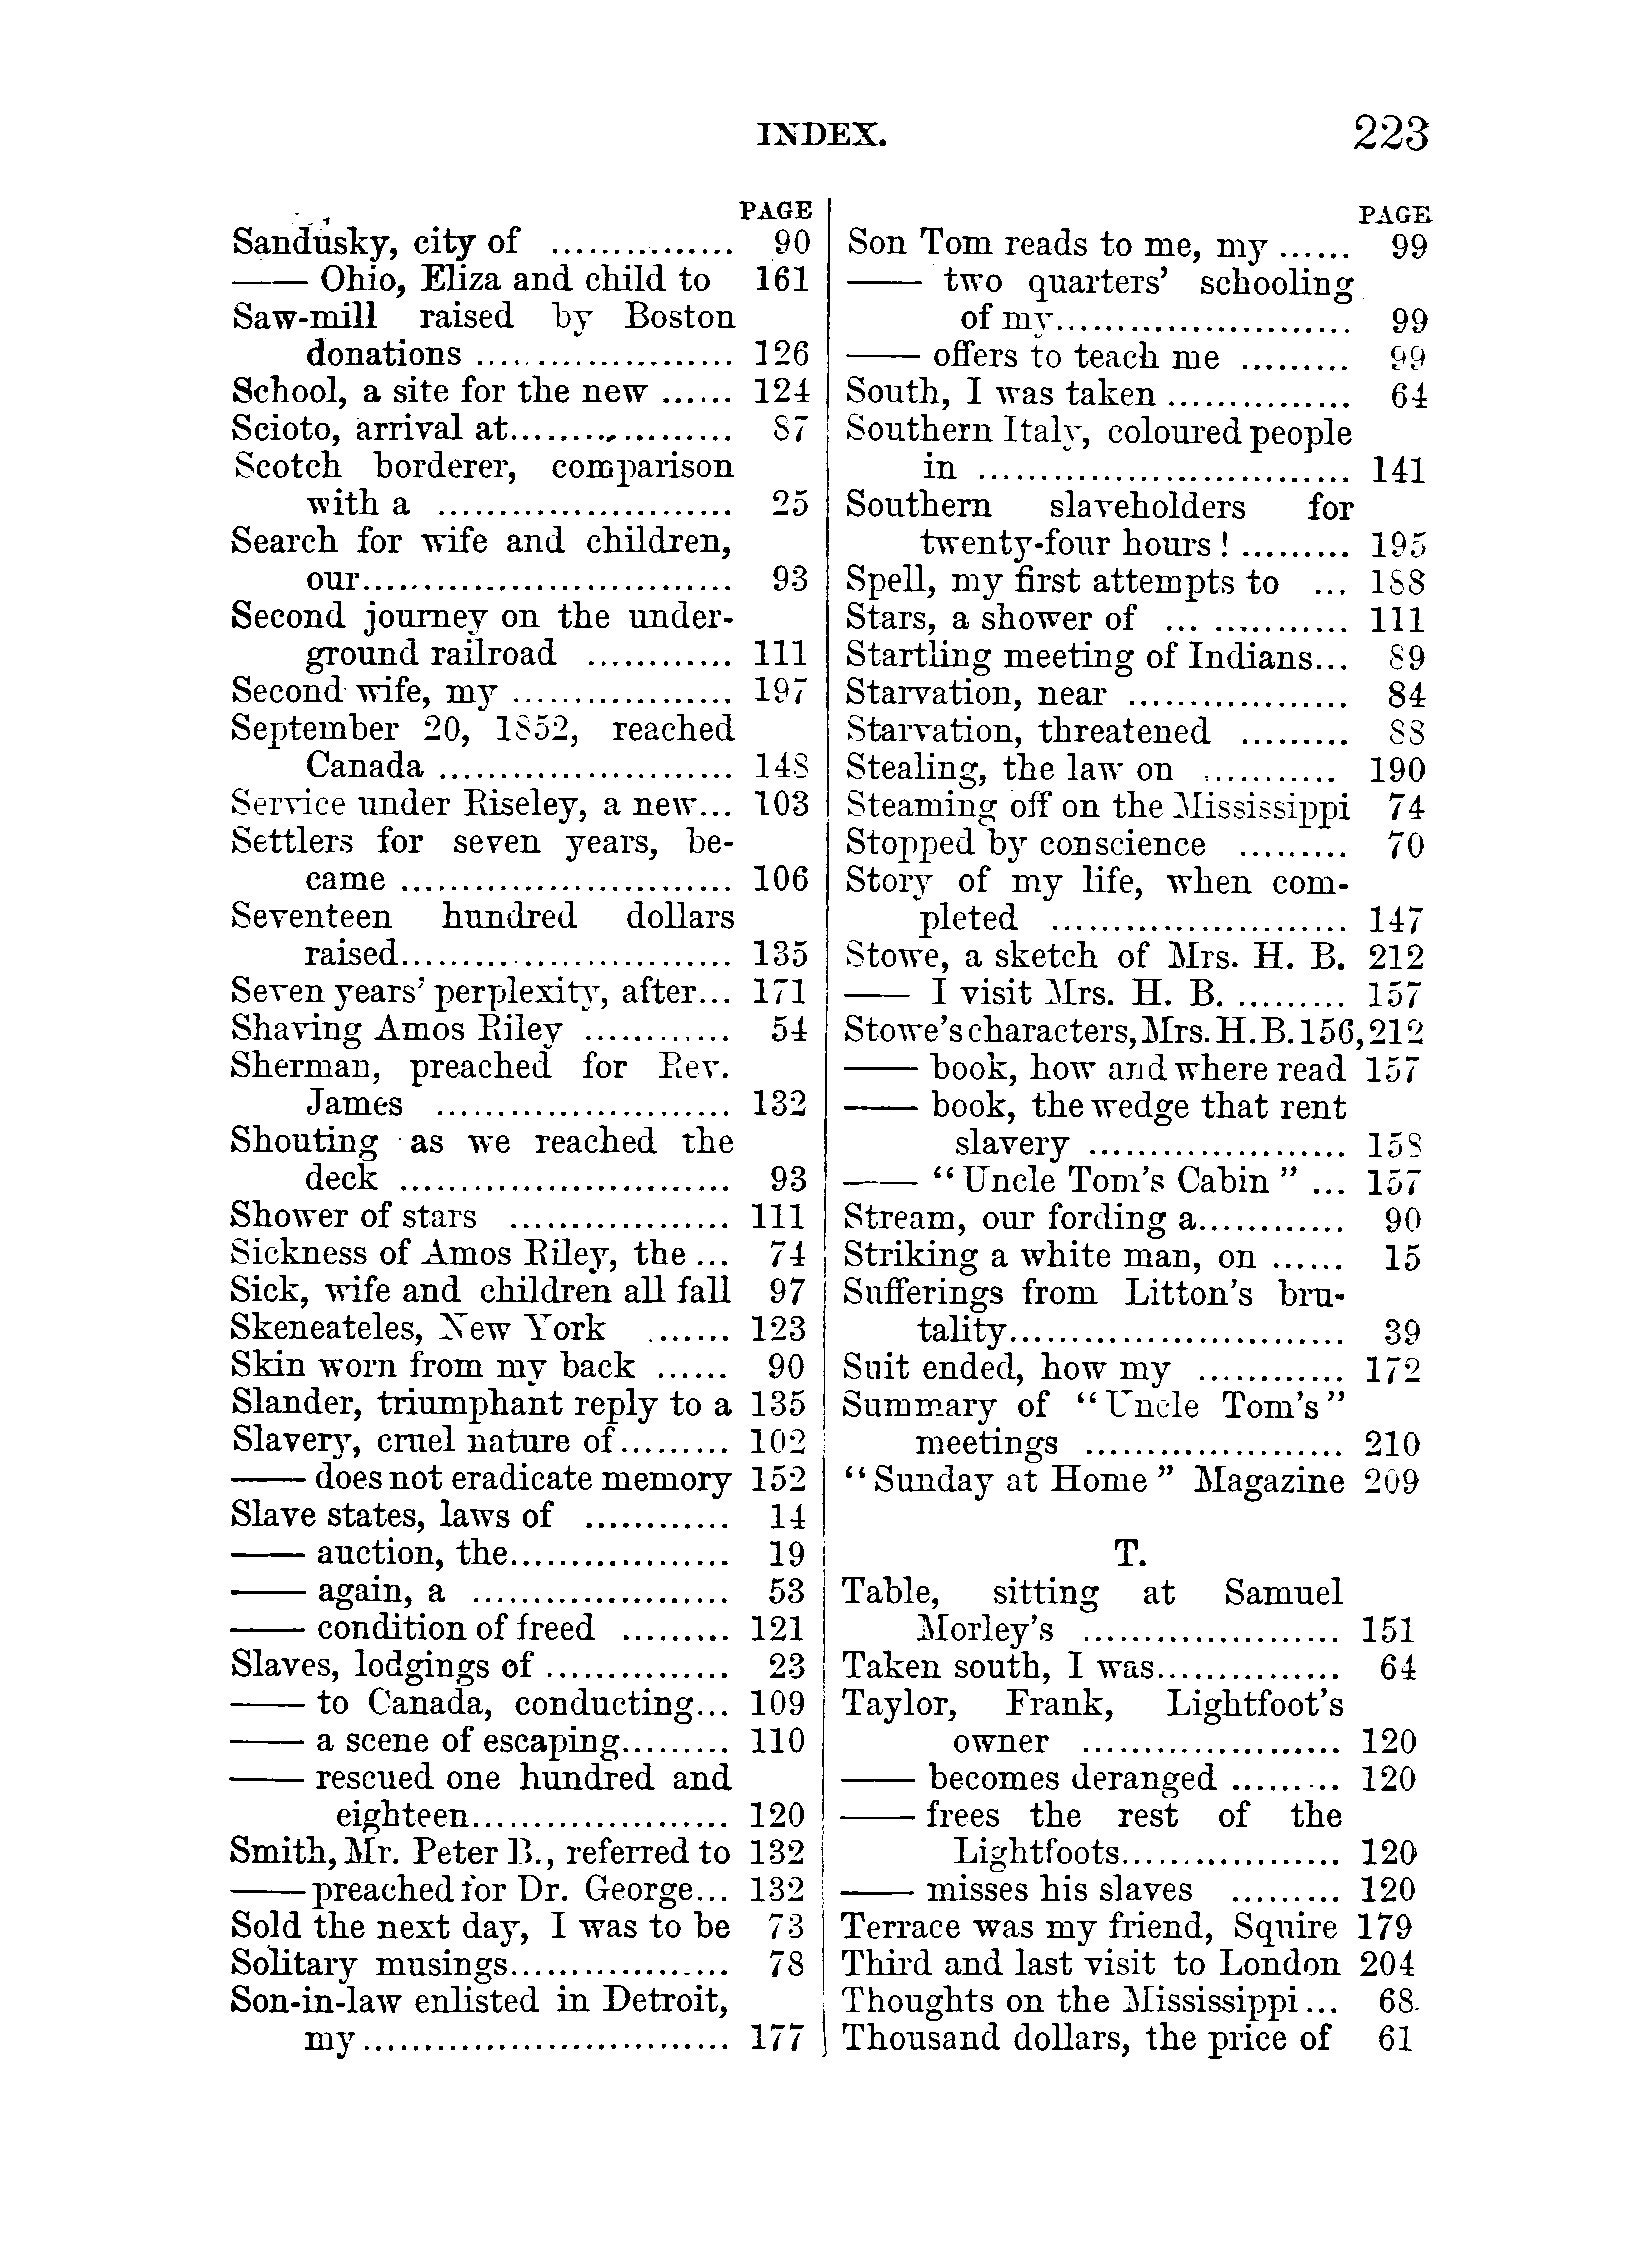 INDEX. 223
PAGE
Sandusky, city of ............... 90
—— Ohio, Eliza and child to 161
Saw-mill raised by Boston
donations ..................... 126
School, a site for the new ...... 124
Scioto, arrival at.................. 87
Scotch borderer, comparison
with a ........................ 25
Search for wife and children,
our.............................. 93
Second journey on the under-
ground railroad ............ 111
Second wife, my .................. 197
September 20, 1852, reached
Canada ........................ 148
Service under Riseley, a new... 103
Settlers for seven years, be-
came ........................... 106
Seventeen hundred dollars
raised........................... 135
Seven years' perplexity, after... 171
Shaving Amos Riley ............ 54
Sherman, preached for Rev.
James ........................ 132
Shouting as we reached the
deck ........................... 93
Shower of stars .................. 111
Sickness of Amos Riley, the ... 74
Sick, wife and children all fall 97
Skeneateles, New York ....... 123
Skin worn from my back ...... 90
Slander, triumphant reply to a 135
Slavery, cruel nature of......... 102
—— does not eradicate memory 152
Slave states, laws of ............ 14
—— auction, the.................. 19
—— again, a ..................... 53
—— condition of freed ......... 121
Slaves, lodgings of ............... 23
—— to Canada, conducting... 109
—— a scene of escaping......... 110
—— rescued one hundred and
eighteen..................... 120
Smith, Mr. Peter B., referred to 132
—— preached for Dr. George... 132
Sold the next day, I was to be 73
Solitary musings.................. 78
Son-in-law enlisted in Detroit,
my.............................. 177
PAGE
Son Tom reads to me, my ...... 99
—— two quarters' schooling
of my........................ 99
—— offers to teach me ......... 99
South, I was taken ............... 64
Southern Italy, coloured people
in .............................. 141
Southern slaveholders for
twenty-four hours! ......... 195
Spell, my first attempts to ... 188
Stars, a shower of ... ............ 111
Startling meeting of Indians... 89
Starvation, near .................. 84
Starvation, threatened ......... 88
Stealing, the law on ........... 190
Steaming off on the Mississippi 74
Stopped by conscience ......... 70
Story of my life, when com-
pleted ........................ 147
Stowe, a sketch of Mrs. H. B. 212
—— I visit Mrs. H. B. ......... 157
Stowe's characters, Mrs. H. B. 156, 212
—— book, how and where read 157
—— book, the wedge that rent
slavery ..................... 158
—— "Uncle Tom's Cabin" ... 157
Stream, our fording a............ 90
Striking a white man, on ...... 15
Sufferings from Litton's bru-
tality........................... 39
Suit ended, how my ............ 172
Summary of "Uncle Tom's"
meetings ..................... 210
"Sunday at Home" Magazine 209
T.
Table, sitting at Samuel
Morley's ..................... 151
Taken south, I was............... 64
Taylor, Frank, Lightfoot's
owner ..................... 120
—— becomes deranged ......... 120
—— frees the rest of the
Lightfoots.................. 120
—— misses his slaves ......... 120
Terrace was my friend, Squire 179
Third and last visit to London 204
Thoughts on the Mississippi... 68
Thousand dollars, the price of 61